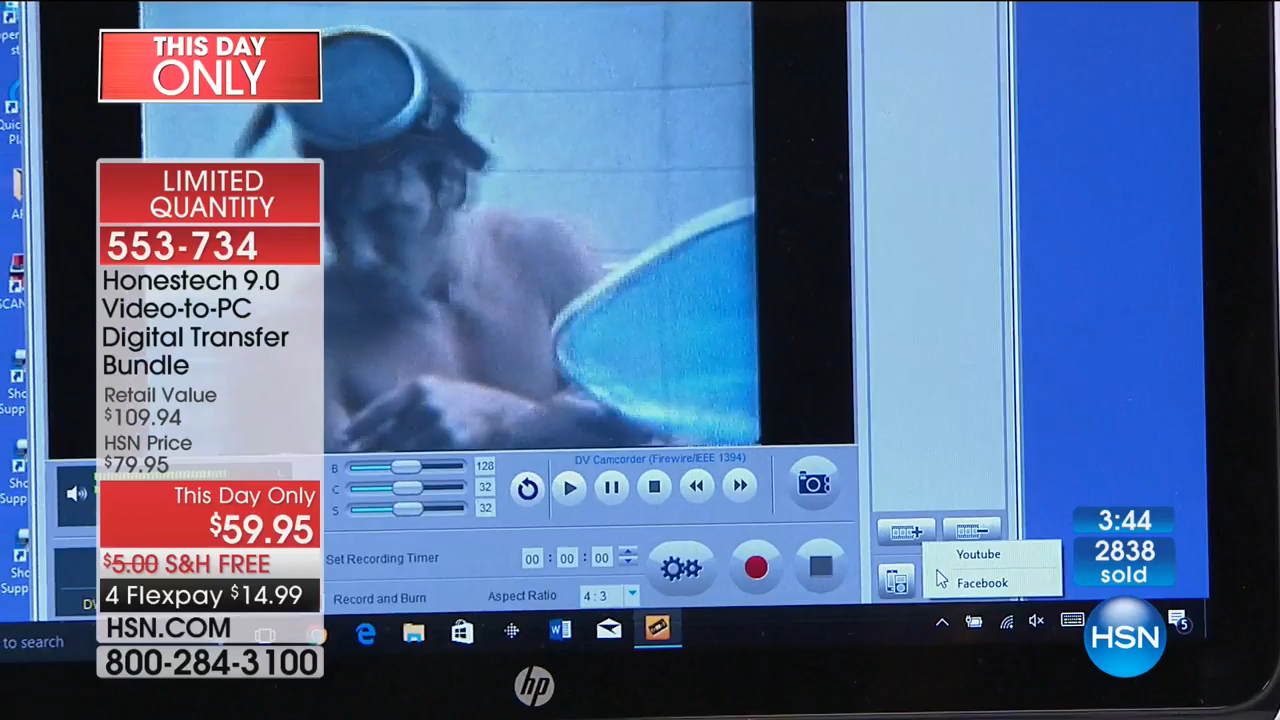 THIS DAY
ONLY
LIMITED
QUANTITY
553-734
Honestech 9.0
Video-to-PC
Digital Transfer
Bundle
Retail Value
$109.94
HSN Price
$79.95
This Day Only
$59.95
$5.00 S&H FREE
4 Flexpay $14.99
HSN.COM
800-284-3100
B 128
C 32
S 32
DV Camcorder (Firewire/IEEE 1394)
Set Recording Timer 00 : 00 : 00
Record and Burn Aspect Ratio 4 : 3
Youtube
Facebook
to search
5
hp
3:44
2838
sold
HSN